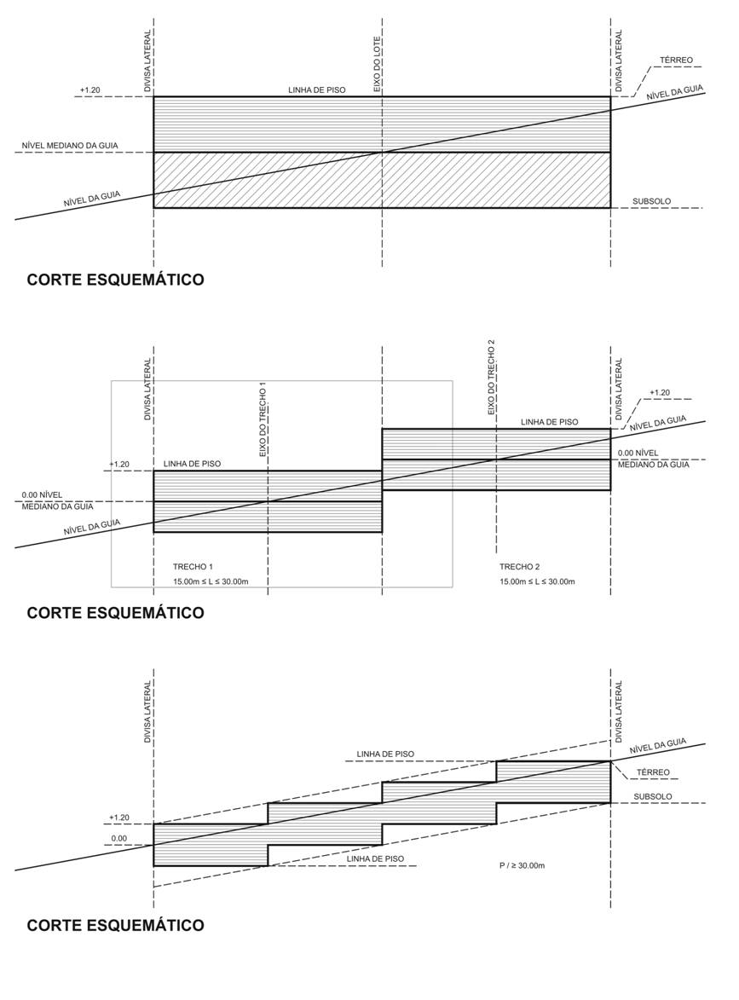 DIVISA LATERAL
EIXO DO LOTE
DIVISA LATERAL
TÉRREO
+1.20
LINHA DE PISO
NÍVEL DA GUIA
NÍVEL MEDIANO DA GUIA
NÍVEL DA GUIA
SUBSOLO
CORTE ESQUEMÁTICO
DIVISA LATERAL
EIXO DO TRECHO 1
EIXO DO TRECHO 2
DIVISA LATERAL
+1.20
LINHA DE PISO
NÍVEL DA GUIA
+1.20
LINHA DE PISO
0.00 NÍVEL
MEDIANO DA GUIA
0.00 NÍVEL
MEDIANO DA GUIA
NÍVEL DA GUIA
TRECHO 1
15.00m ≤ L ≤ 30.00m
TRECHO 2
15.00m ≤ L ≤ 30.00m
CORTE ESQUEMÁTICO
DIVISA LATERAL
DIVISA LATERAL
LINHA DE PISO
NÍVEL DA GUIA
TÉRREO
SUBSOLO
+1.20
0.00
LINHA DE PISO
P / ≥ 30.00m
CORTE ESQUEMÁTICO